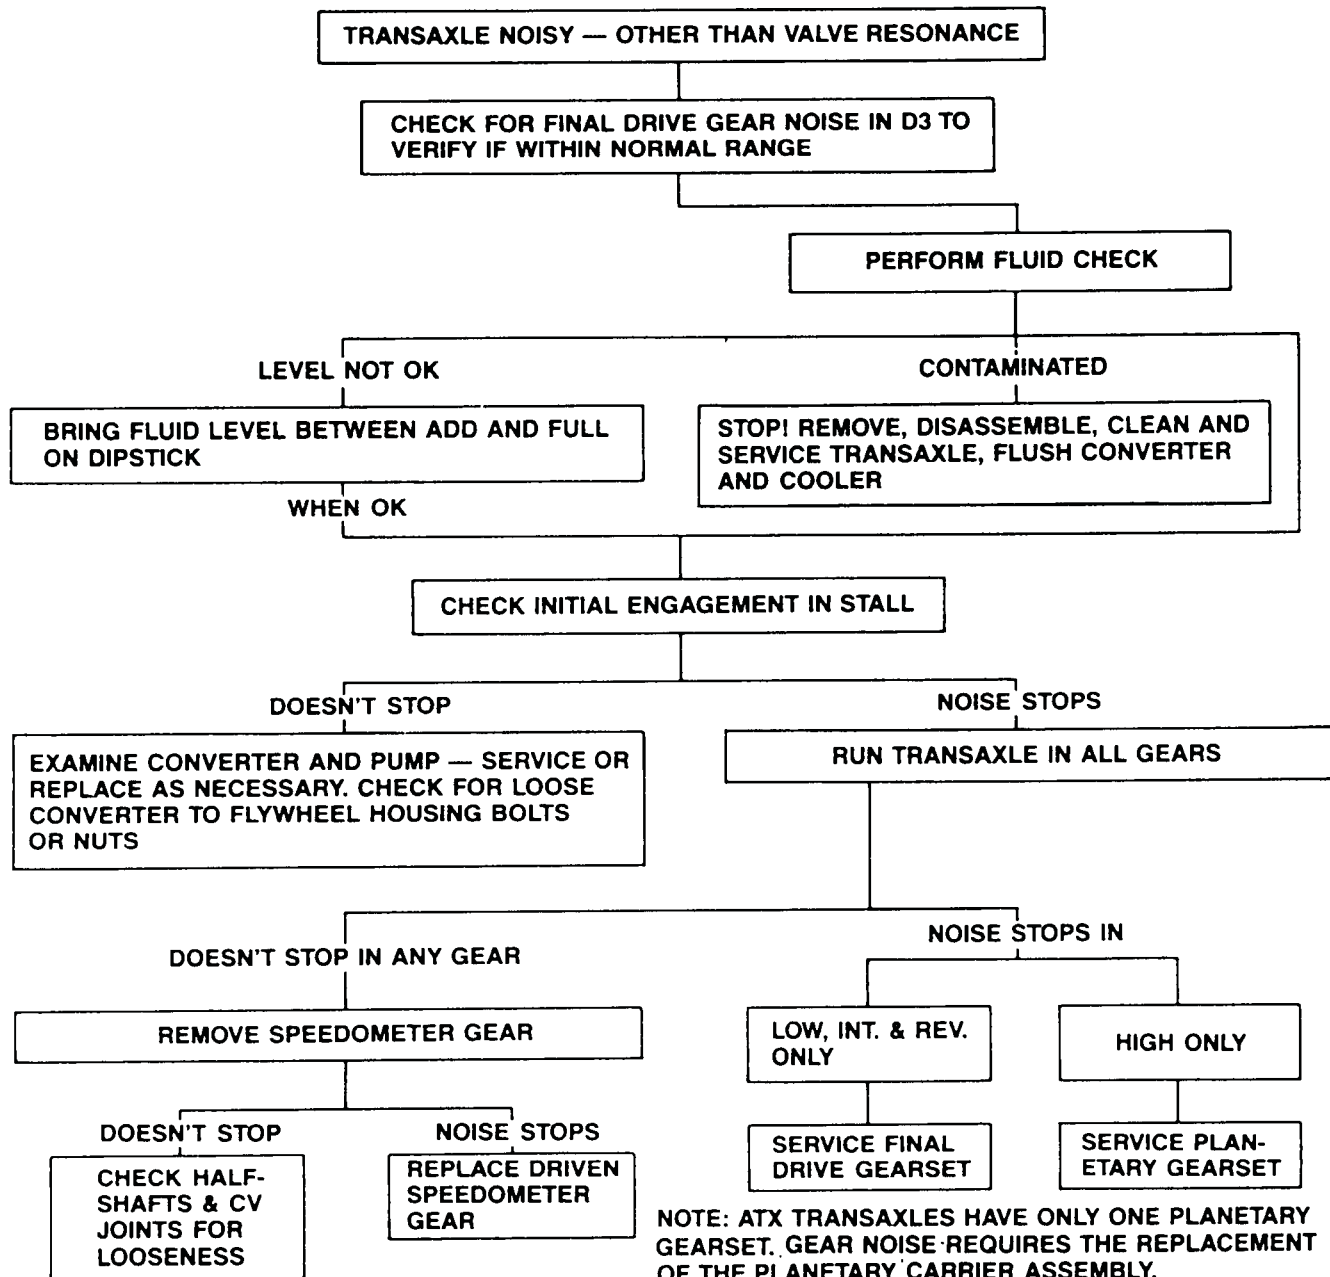 TRANSAXLE NOISY — OTHER THAN VALVE RESONANCE
CHECK FOR FINAL DRIVE GEAR NOISE IN D3 TO
VERIFY IF WITHIN NORMAL RANGE
PERFORM FLUID CHECK
LEVEL NOT OK
CONTAMINATED
BRING FLUID LEVEL BETWEEN ADD AND FULL
ON DIPSTICK
STOP! REMOVE, DISASSEMBLE, CLEAN AND
SERVICE TRANSAXLE, FLUSH CONVERTER
AND COOLER
WHEN OK
CHECK INITIAL ENGAGEMENT IN STALL
DOESN'T STOP
NOISE STOPS
EXAMINE CONVERTER AND PUMP — SERVICE OR
REPLACE AS NECESSARY. CHECK FOR LOOSE
CONVERTER TO FLYWHEEL HOUSING BOLTS
OR NUTS
RUN TRANSAXLE IN ALL GEARS
DOESN'T STOP IN ANY GEAR
NOISE STOPS IN
REMOVE SPEEDOMETER GEAR
LOW, INT. & REV.
ONLY
HIGH ONLY
DOESN'T STOP
NOISE STOPS
CHECK HALF-
SHAFTS & CV
JOINTS FOR
LOOSENESS
REPLACE DRIVEN
SPEEDOMETER
GEAR
SERVICE FINAL
DRIVE GEARSET
SERVICE PLAN-
ETARY GEARSET
NOTE: ATX TRANSAXLES HAVE ONLY ONE PLANETARY
GEARSET. GEAR NOISE REQUIRES THE REPLACEMENT
OF THE PLANETARY CARRIER ASSEMBLY.